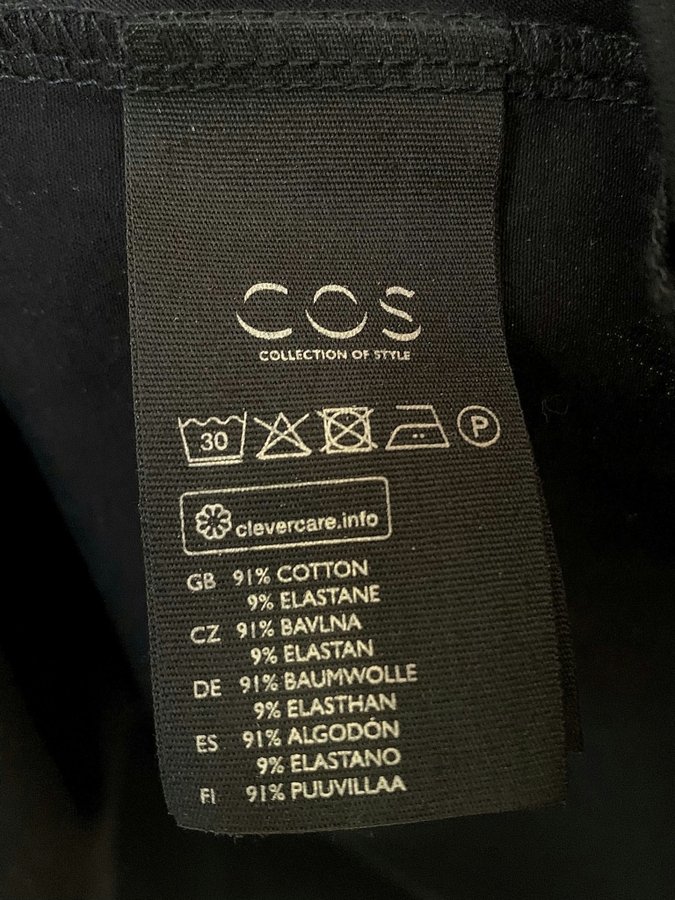 COS
COLLECTION OF STYLE
30 P
clevercare.info
GB 91% COTTON
9% ELASTANE
CZ 91% BAVLNA
9% ELASTAN
DE 91% BAUMWOLLE
9% ELASTHAN
ES 91% ALGODÓN
9% ELASTANO
FI 91% PUUVILLAA